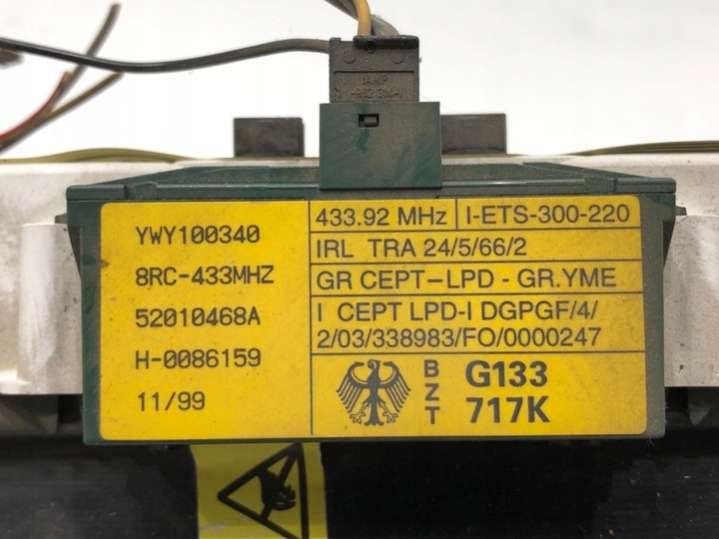 YWY100340
8RC-433MHZ
52010468A
H-0086159
11/99
433.92 MHz I-ETS-300-220
IRL TRA 24/5/66/2
GR CEPT-LPD - GR.YME
I CEPT LPD-I DGPGF/4/
2/03/338983/FO/0000247
BZT
G133
717K